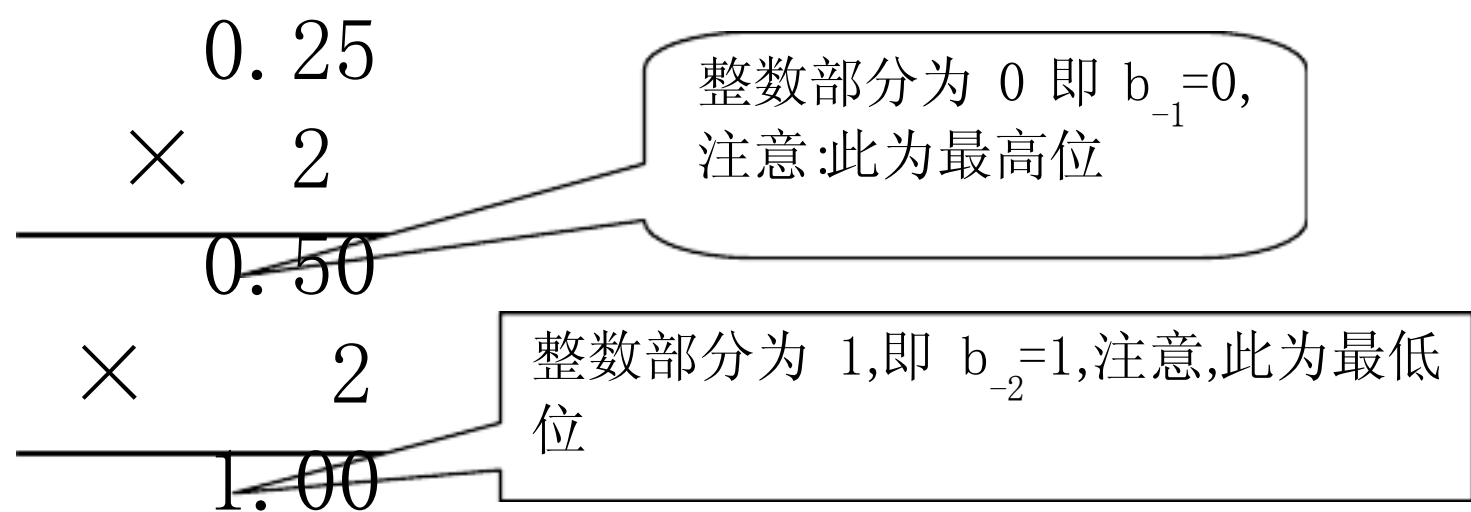 0.25
× 2
0.50
× 2
1.00
整数部分为 0 即 b₋₁=0,
注意:此为最高位
整数部分为 1,即 b₋₂=1,注意,此为最低
位